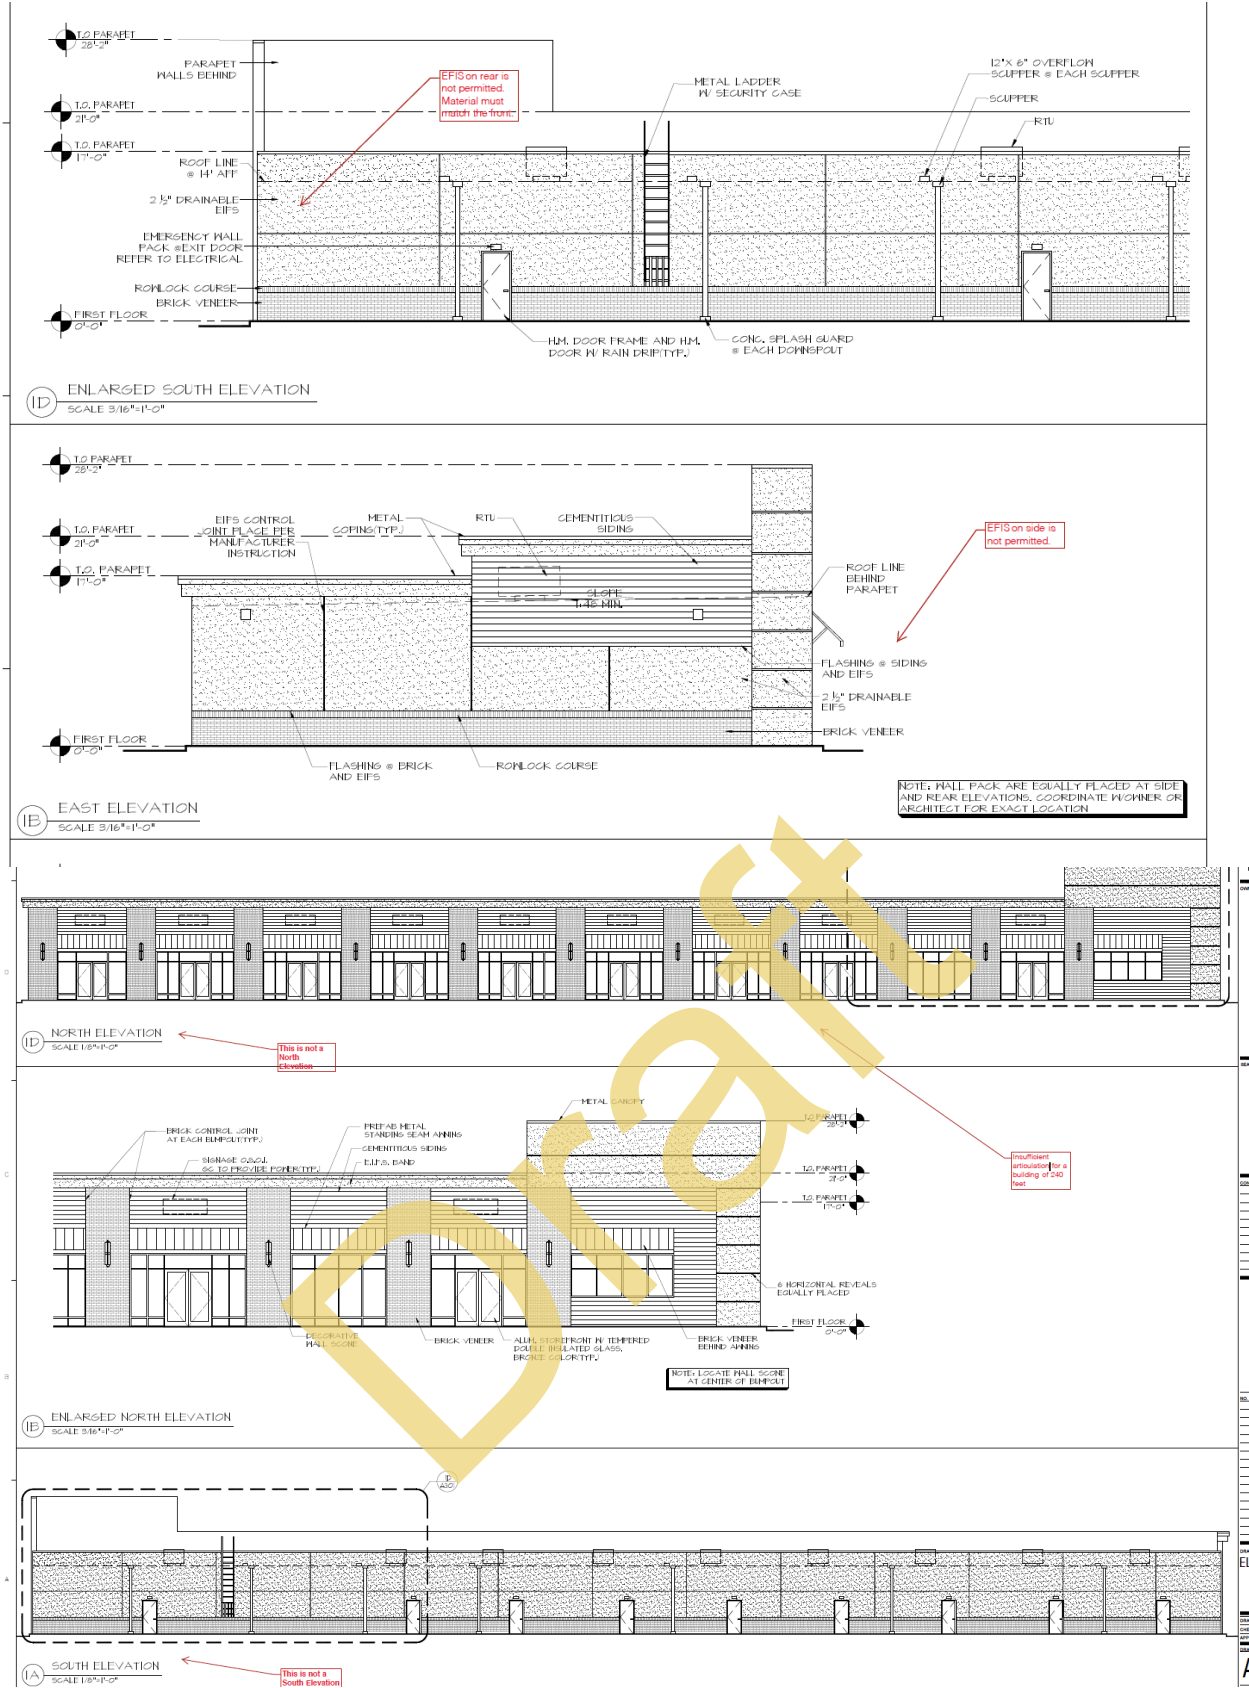 T.O PARAPET
28'-2"
PARAPET
WALLS BEHIND
EFIS on rear is
not permitted.
Material must
match the front.
METAL LADDER
W/ SECURITY CASE
12"X 6" OVERFLOW
SCUPPER @ EACH SCUPPER
SCUPPER
RTU
T.O. PARAPET
21'-0"
T.O. PARAPET
17'-0"
ROOF LINE
@ 14' AFF
2 ½" DRAINABLE
EIFS
EMERGENCY WALL
PACK @EXIT DOOR
REFER TO ELECTRICAL
ROWLOCK COURSE
BRICK VENEER
FIRST FLOOR
0'-0"
H.M. DOOR FRAME AND H.M.
DOOR W/ RAIN DRIP(TYP.)
CONC. SPLASH GUARD
@ EACH DOWNSPOUT
1D
ENLARGED SOUTH ELEVATION
SCALE 3/16"=1'-0"
T.O PARAPET
28'-2"
T.O. PARAPET
21'-0"
T.O. PARAPET
17'-0"
EIFS CONTROL
JOINT PLACE PER
MANUFACTURER
INSTRUCTION
METAL
COPING(TYP.)
RTU
CEMENTITIOUS
SIDING
EFIS on side is
not permitted.
ROOF LINE
BEHIND
PARAPET
SLOPE
1:48 MIN.
FLASHING @ SIDING
AND EIFS
2 ½" DRAINABLE
EIFS
BRICK VENEER
FIRST FLOOR
0'-0"
FLASHING @ BRICK
AND EIFS
ROWLOCK COURSE
1B
EAST ELEVATION
SCALE 3/16"=1'-0"
NOTE: WALL PACK ARE EQUALLY PLACED AT SIDE
AND REAR ELEVATIONS. COORDINATE W/OWNER OR
ARCHITECT FOR EXACT LOCATION
Draft
1D
NORTH ELEVATION
SCALE 1/8"=1'-0"
This is not a
North
Elevation
Insufficient
articulation for a
building of 240
feet
METAL CANOPY
BRICK CONTROL JOINT
AT EACH BUMPOUT(TYP.)
PREFAB METAL
STANDING SEAM AWNING
CEMENTITIOUS SIDING
E.I.F.S. BAND
SIGNAGE O.S.O.I.
GC TO PROVIDE POWER(TYP.)
T.O PARAPET
28'-2"
T.O. PARAPET
21'-0"
T.O. PARAPET
17'-0"
6 HORIZONTAL REVEALS
EQUALLY PLACED
FIRST FLOOR
0'-0"
DECORATIVE
WALL SCONE
BRICK VENEER
ALUM. STOREFRONT W/ TEMPERED
DOUBLE INSULATED GLASS,
BRONZE COLOR(TYP.)
BRICK VENEER
BEHIND AWNING
NOTE: LOCATE WALL SCONE
AT CENTER OF BUMPOUT
1B
ENLARGED NORTH ELEVATION
SCALE 3/16"=1'-0"
1A
SOUTH ELEVATION
SCALE 1/8"=1'-0"
This is not a
South Elevation